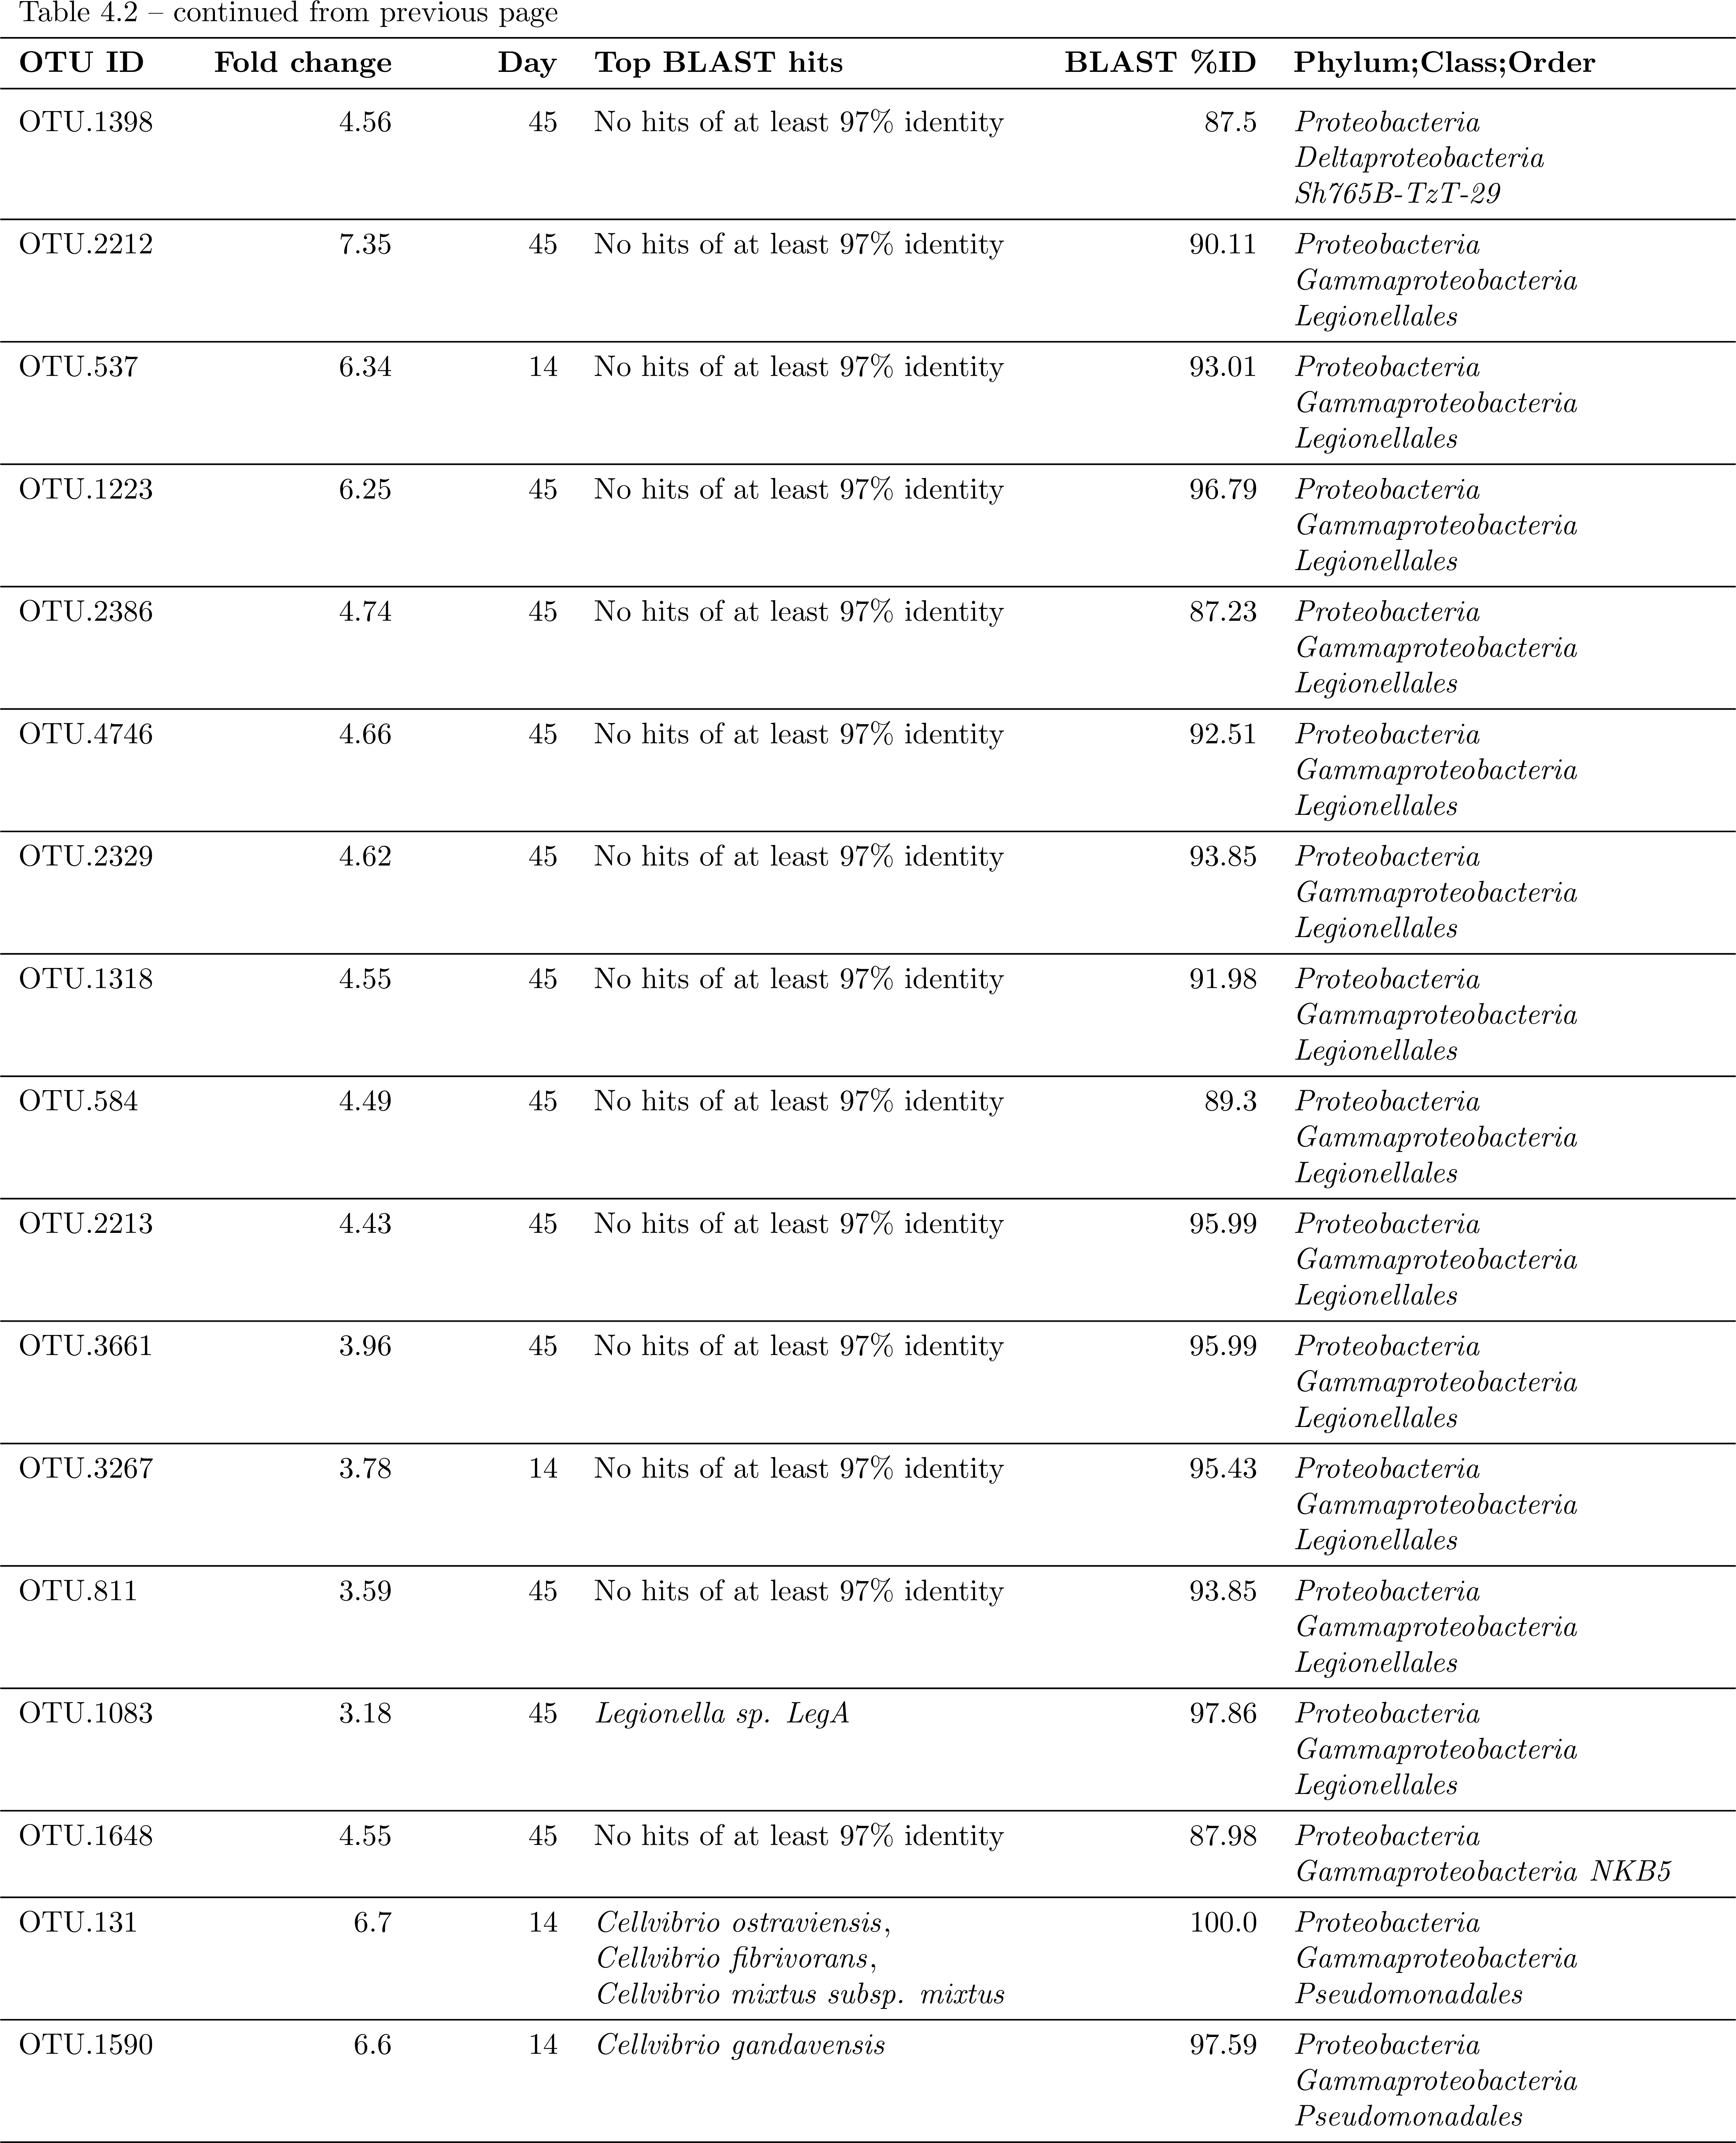 Table 4.2 – continued from previous page
OTU ID Fold change Day Top BLAST hits BLAST %ID Phylum;Class;Order
OTU.1398 4.56 45 No hits of at least 97% identity 87.5 Proteobacteria
Deltaproteobacteria
Sh765B-TzT-29
OTU.2212 7.35 45 No hits of at least 97% identity 90.11 Proteobacteria
Gammaproteobacteria
Legionellales
OTU.537 6.34 14 No hits of at least 97% identity 93.01 Proteobacteria
Gammaproteobacteria
Legionellales
OTU.1223 6.25 45 No hits of at least 97% identity 96.79 Proteobacteria
Gammaproteobacteria
Legionellales
OTU.2386 4.74 45 No hits of at least 97% identity 87.23 Proteobacteria
Gammaproteobacteria
Legionellales
OTU.4746 4.66 45 No hits of at least 97% identity 92.51 Proteobacteria
Gammaproteobacteria
Legionellales
OTU.2329 4.62 45 No hits of at least 97% identity 93.85 Proteobacteria
Gammaproteobacteria
Legionellales
OTU.1318 4.55 45 No hits of at least 97% identity 91.98 Proteobacteria
Gammaproteobacteria
Legionellales
OTU.584 4.49 45 No hits of at least 97% identity 89.3 Proteobacteria
Gammaproteobacteria
Legionellales
OTU.2213 4.43 45 No hits of at least 97% identity 95.99 Proteobacteria
Gammaproteobacteria
Legionellales
OTU.3661 3.96 45 No hits of at least 97% identity 95.99 Proteobacteria
Gammaproteobacteria
Legionellales
OTU.3267 3.78 14 No hits of at least 97% identity 95.43 Proteobacteria
Gammaproteobacteria
Legionellales
OTU.811 3.59 45 No hits of at least 97% identity 93.85 Proteobacteria
Gammaproteobacteria
Legionellales
OTU.1083 3.18 45 Legionella sp. LegA 97.86 Proteobacteria
Gammaproteobacteria
Legionellales
OTU.1648 4.55 45 No hits of at least 97% identity 87.98 Proteobacteria
Gammaproteobacteria NKB5
OTU.131 6.7 14 Cellvibrio ostraviensis, 100.0 Proteobacteria
Cellvibrio fibrivorans, Gammaproteobacteria
Cellvibrio mixtus subsp. mixtus Pseudomonadales
OTU.1590 6.6 14 Cellvibrio gandavensis 97.59 Proteobacteria
Gammaproteobacteria
Pseudomonadales